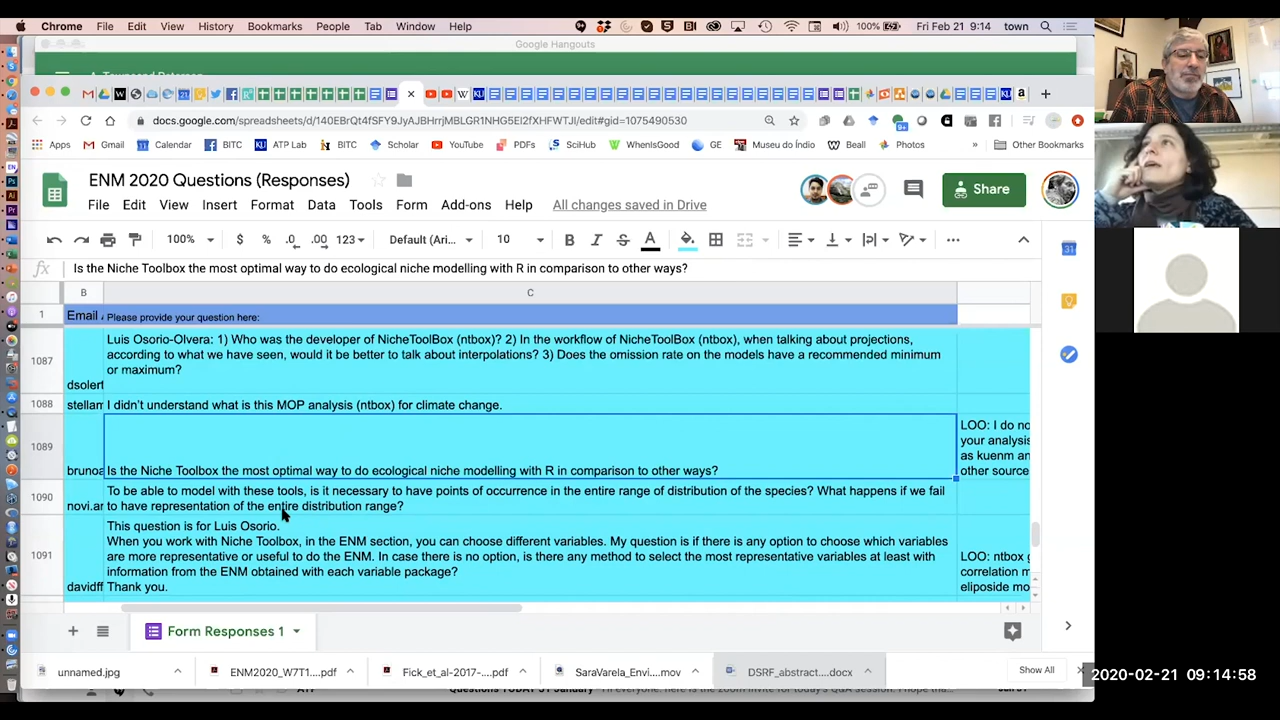 Chrome File Edit View History Bookmarks People Tab Window Help 100% Fri Feb 21 9:14 town
Google Hangouts
docs.google.com/spreadsheets/d/140EBrQt4fSFY9JyAJBHrrjMBLGR1NHG5EI2fXHFWTJI/edit#gid=1075490530
Apps Gmail Calendar BITC ATP Lab BITC Scholar YouTube PDFs SciHub WhenIsGood GE Museu do Índio Beall Photos » Other Bookmarks
ENM 2020 Questions (Responses)
Share
File Edit View Insert Format Data Tools Form Add-ons Help All changes saved in Drive
100% $ % .0 .00 123 Default (Ari... 10 B I S A
fx Is the Niche Toolbox the most optimal way to do ecological niche modelling with R in comparison to other ways?
B C
1 Email Please provide your question here:
Luis Osorio-Olvera: 1) Who was the developer of NicheToolBox (ntbox)? 2) In the workflow of NicheToolBox (ntbox), when talking about projections,
according to what we have seen, would it be better to talk about interpolations? 3) Does the omission rate on the models have a recommended minimum
or maximum?
1087
dsolert
1088 stellam I didn't understand what is this MOP analysis (ntbox) for climate change.
1089
brunoa Is the Niche Toolbox the most optimal way to do ecological niche modelling with R in comparison to other ways?
LOO: I do no
your analysis
as kuenm an
other source
1090 To be able to model with these tools, is it necessary to have points of occurrence in the entire range of distribution of the species? What happens if we fail
novi.ar to have representation of the entire distribution range?
This question is for Luis Osorio.
When you work with Niche Toolbox, in the ENM section, you can choose different variables. My question is if there is any option to choose which variables
are more representative or useful to do the ENM. In case there is no option, is there any method to select the most representative variables at least with
information from the ENM obtained with each variable package?
Thank you.
1091
davidff
LOO: ntbox g
correlation m
eliposide mo
Form Responses 1
unnamed.jpg ENM2020_W7T1....pdf Fick_et_al-2017-....pdf SaraVarela_Envi....mov DSRF_abstract....docx Show All
2020-02-21 09:14:58